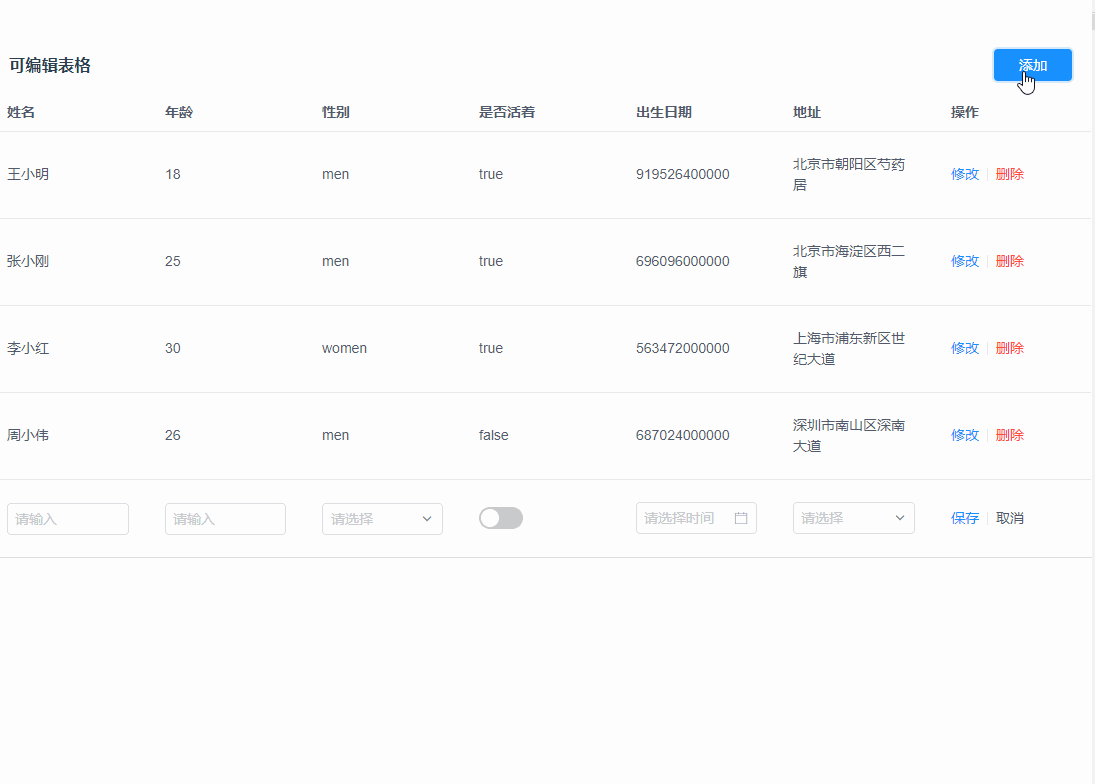 可编辑表格
添加
姓名 年龄 性别 是否活着 出生日期 地址 操作
王小明 18 men true 919526400000 北京市朝阳区芍药
居 修改 删除
张小刚 25 men true 696096000000 北京市海淀区西二
旗 修改 删除
李小红 30 women true 563472000000 上海市浦东新区世
纪大道 修改 删除
周小伟 26 men false 687024000000 深圳市南山区深南
大道 修改 删除
请输入 请输入 请选择 请选择时间 请选择 保存 取消